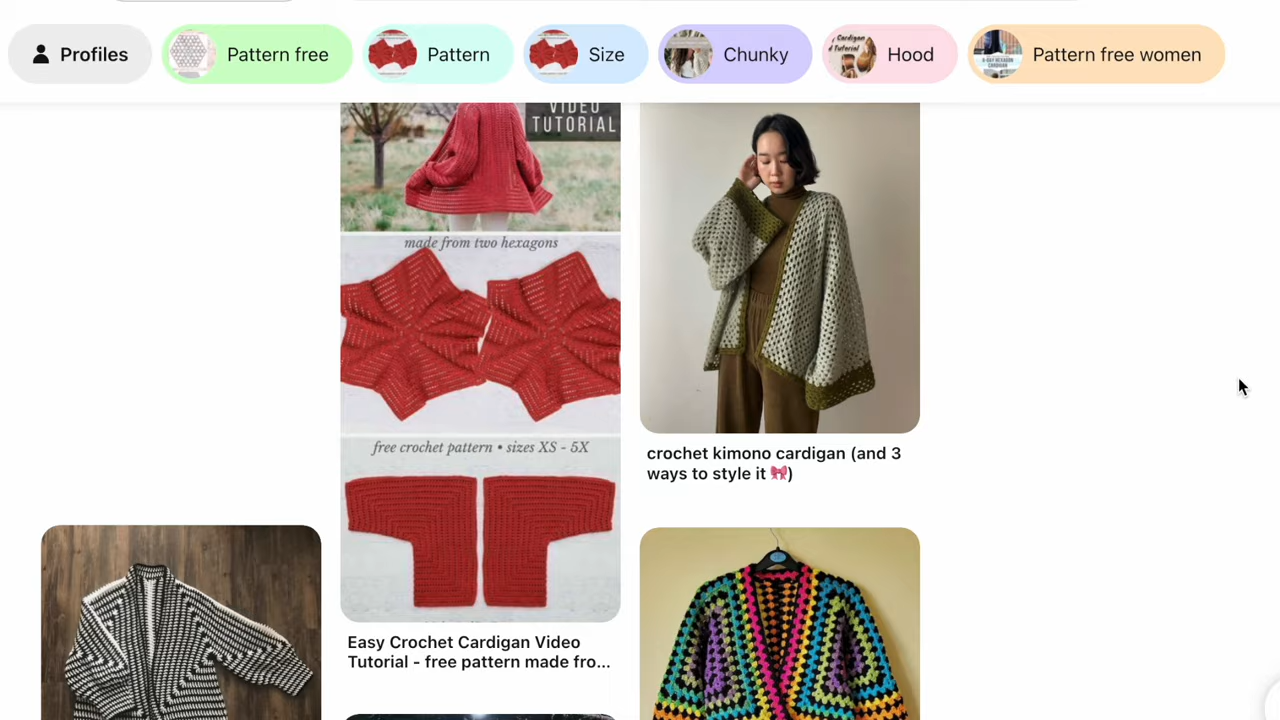 Profiles
Pattern free
Pattern
Size
Chunky
Hood
Pattern free women
VIDEO
TUTORIAL
made from two hexagons
free crochet pattern • sizes XS - 5X
Easy Crochet Cardigan Video
Tutorial - free pattern made fro...
crochet kimono cardigan (and 3
ways to style it 🎀)